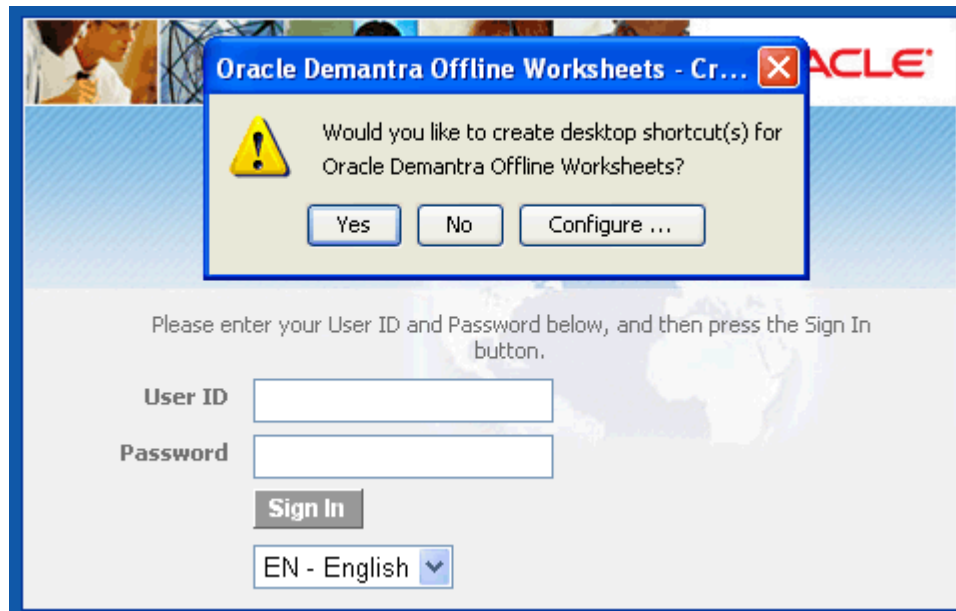 Oracle Demantra Offline Worksheets - Cr...
Would you like to create desktop shortcut(s) for
Oracle Demantra Offline Worksheets?
Yes No Configure ...
Please enter your User ID and Password below, and then press the Sign In
button.
User ID
Password
Sign In
EN - English